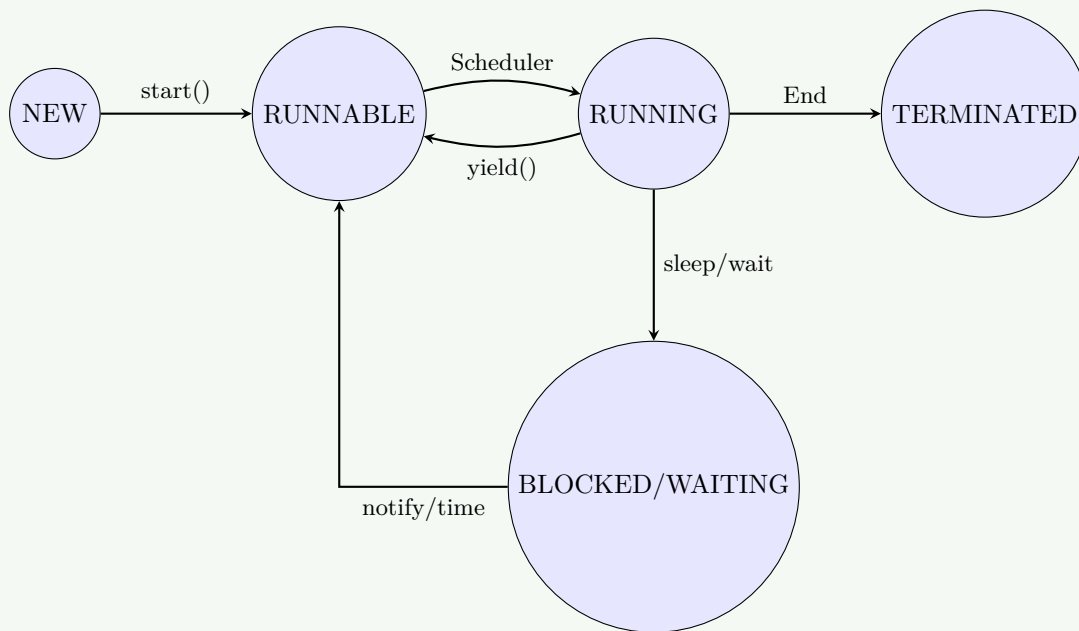 Scheduler
start()
End
NEW
RUNNABLE
RUNNING
TERMINATED
yield()
sleep/wait
BLOCKED/WAITING
notify/time